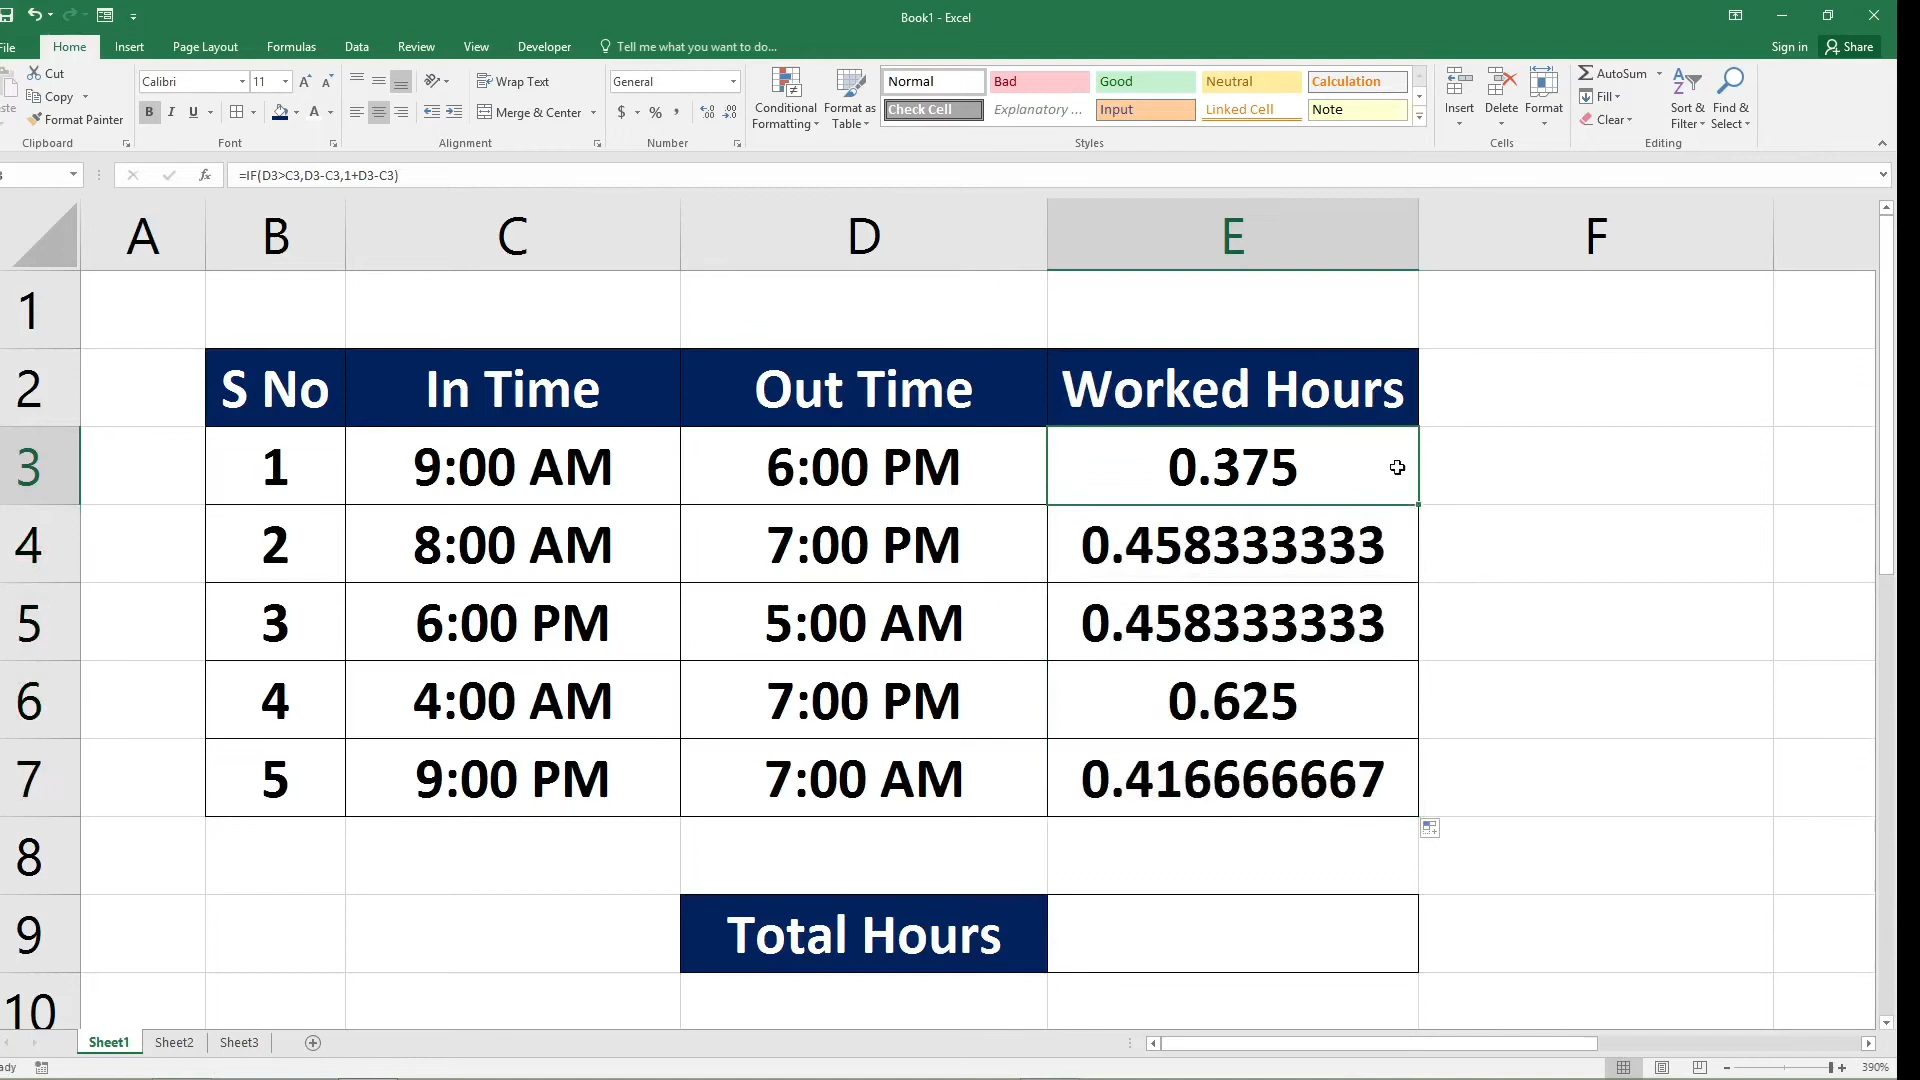 Book1 - Excel
File Home Insert Page Layout Formulas Data Review View Developer Tell me what you want to do... Sign in Share
Cut
Copy
Format Painter
Clipboard
Calibri 11
B I U
Font
Wrap Text
Merge & Center
Alignment
General
$ % ,
Number
Conditional Formatting
Format as Table
Normal Bad Good Neutral Calculation
Check Cell Explanatory ... Input Linked Cell Note
Styles
Insert Delete Format
Cells
AutoSum
Fill
Clear
Sort & Filter
Find & Select
Editing
fx =IF(D3>C3,D3-C3,1+D3-C3)
A B C D E F
1
2 S No In Time Out Time Worked Hours
3 1 9:00 AM 6:00 PM 0.375
4 2 8:00 AM 7:00 PM 0.458333333
5 3 6:00 PM 5:00 AM 0.458333333
6 4 4:00 AM 7:00 PM 0.625
7 5 9:00 PM 7:00 AM 0.416666667
8
9 Total Hours
10
Sheet1 Sheet2 Sheet3
390%